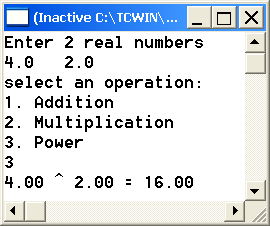 (Inactive C:\TCWIN\...
Enter 2 real numbers
4.0   2.0
select an operation:
1. Addition
2. Multiplication
3. Power
3
4.00 ^ 2.00 = 16.00